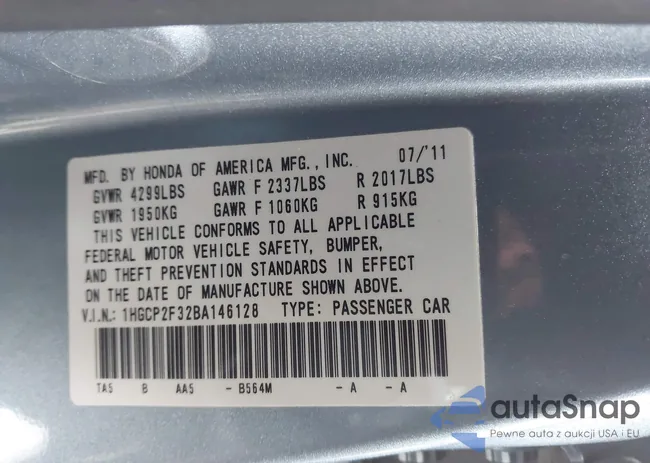 MFD. BY HONDA OF AMERICA MFG., INC. 07/'11
GVWR 4299LBS GAWR F 2337LBS R 2017LBS
GVWR 1950KG GAWR F 1060KG R 915KG
THIS VEHICLE CONFORMS TO ALL APPLICABLE
FEDERAL MOTOR VEHICLE SAFETY, BUMPER,
AND THEFT PREVENTION STANDARDS IN EFFECT
ON THE DATE OF MANUFACTURE SHOWN ABOVE.
V.I.N.: 1HGCP2F32BA146128 TYPE: PASSENGER CAR
TA5 B AA5 - B564M - A - A
autaSnap
Pewne auta z aukcji USA i EU